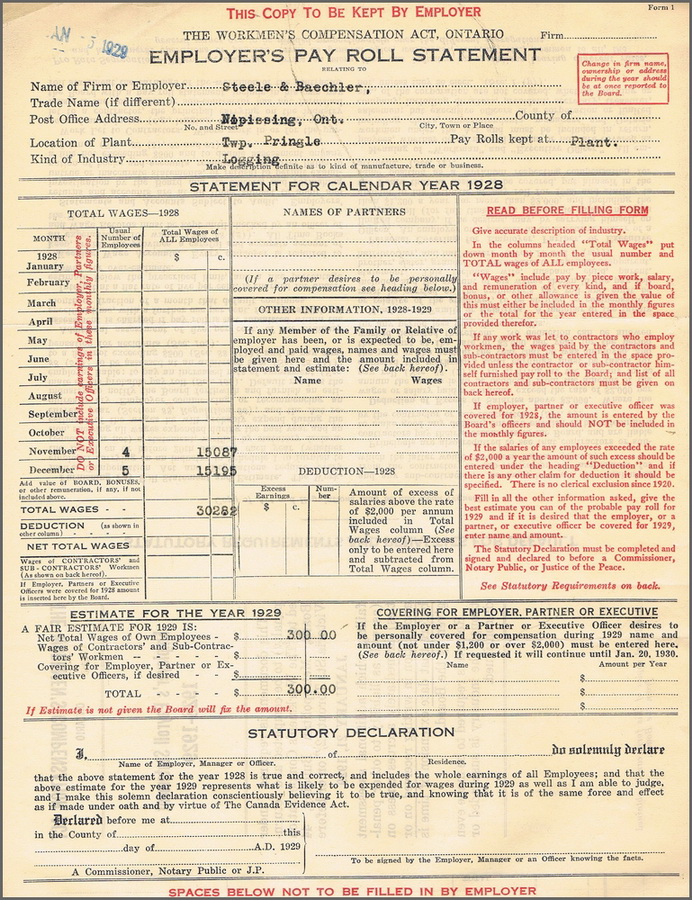 THIS COPY TO BE KEPT BY EMPLOYER
Form 1
JAN 5 1929
THE WORKMEN'S COMPENSATION ACT, ONTARIO
Firm
EMPLOYER'S PAY ROLL STATEMENT
RELATING TO
Change in firm name, ownership or address during the year should be at once reported to the Board.
Name of Firm or Employer Steele & Baechler,
Trade Name (if different)
Post Office Address Nipissing, Ont. County of
No. and Street City, Town or Place
Location of Plant Twp. Pringle Pay Rolls kept at Plant.
Kind of Industry Logging
Make description definite as to kind of manufacture, trade or business.
STATEMENT FOR CALENDAR YEAR 1928
TOTAL WAGES—1928
MONTH Usual Number of Employees Total Wages of ALL Employees
$ c.
DO NOT include earnings of Employer, Partners or Executive Officers in these monthly figures.
1928
January
February
March
April
May
June
July
August
September
October
November 4 15087
December 5 15195
Add value of BOARD, BONUSES, or other remuneration, if any, if not included above.
TOTAL WAGES - - 30282
DEDUCTION (as shown in other column) - - -
NET TOTAL WAGES
Wages of CONTRACTORS' and SUB-CONTRACTORS' Workmen (As shown on back hereof).
If Employer, Partners or Executive Officers were covered for 1928 amount is inserted here by the Board.
NAMES OF PARTNERS
(If a partner desires to be personally covered for compensation see heading below.)
OTHER INFORMATION, 1928-1929
If any Member of the Family or Relative of employer has been, or is expected to be, employed and paid wages, names and wages must be given here and the amount included in statement and estimate: (See back hereof).
Name Wages
DEDUCTION—1928
Excess Earnings Number
$ c.
Amount of excess of salaries above the rate of $2,000 per annum included in Total Wages column (See back hereof)—Excess only to be entered here and subtracted from Total Wages column.
READ BEFORE FILLING FORM
Give accurate description of industry.
In the columns headed "Total Wages" put down month by month the usual number and TOTAL wages of ALL employees.
"Wages" include pay by piece work, salary, and remuneration of every kind, and if board, bonus, or other allowance is given the value of this must either be included in the monthly figures or the total for the year entered in the space provided therefor.
If any work was let to contractors who employ workmen, the wages paid by the contractors and sub-contractors must be entered in the space provided unless the contractor or sub-contractor himself furnished pay roll to the Board; and list of all contractors and sub-contractors must be given on back hereof.
If employer, partner or executive officer was covered for 1928, the amount is entered by the Board's officers and should NOT be included in the monthly figures.
If the salaries of any employees exceeded the rate of $2,000 a year the amount of such excess should be entered under the heading "Deduction" and if there is any other claim for deduction it should be specified. There is no clerical exclusion since 1920.
Fill in all the other information asked, give the best estimate you can of the probable pay roll for 1929 and if it is desired that the employer, or a partner, or executive officer be covered for 1929, enter name and amount.
The Statutory Declaration must be completed and signed and declared to before a Commissioner, Notary Public, or Justice of the Peace.
See Statutory Requirements on back.
ESTIMATE FOR THE YEAR 1929
A FAIR ESTIMATE FOR 1929 IS:
Net Total Wages of Own Employees - $ 300 00
Wages of Contractors' and Sub-Contractors' Workmen - - - - - $
Covering for Employer, Partner or Executive Officers, if desired - - - $
TOTAL - - - - $ 300.00
If Estimate is not given the Board will fix the amount.
COVERING FOR EMPLOYER, PARTNER OR EXECUTIVE
If the Employer or a Partner or Executive Officer desires to be personally covered for compensation during 1929 name and amount (not under $1,200 or over $2,000) must be entered here. (See back hereof.) If requested it will continue until Jan. 20, 1930.
Name Amount per Year
$
$
$
STATUTORY DECLARATION
I, of do solemnly declare
Name of Employer, Manager or Officer. Residence.
that the above statement for the year 1928 is true and correct, and includes the whole earnings of all Employees; and that the
above estimate for the year 1929 represents what is likely to be expended for wages during 1929 as well as I am able to judge,
and I make this solemn declaration conscientiously believing it to be true, and knowing that it is of the same force and effect
as if made under oath and by virtue of The Canada Evidence Act.
Declared before me at
in the County of this
day of A.D. 1929
A Commissioner, Notary Public or J.P.
To be signed by the Employer, Manager or an Officer knowing the facts.
SPACES BELOW NOT TO BE FILLED IN BY EMPLOYER